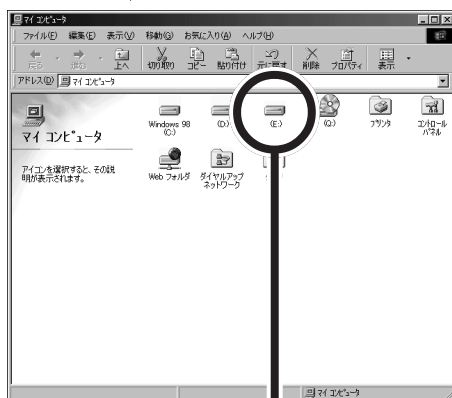 マイ コンピュータ
ファイル(F) 編集(E) 表示(V) 移動(G) お気に入り(A) ヘルプ(H)
戻る 進む 上へ 切り取り コピー 貼り付け 元に戻す 削除 プロパティ 表示
アドレス(D) マイ コンピュータ
マイ コンピュータ
アイコンを選択すると、その説
明が表示されます。
Windows 98
(C:)
(D:)
(E:)
(Q:)
プリンタ
コントロール
パネル
Web フォルダ
ダイヤルアップ
ネットワーク
マイ コンピュータ